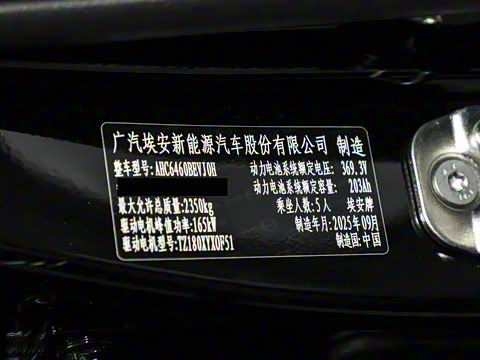 广汽埃安新能源汽车股份有限公司 制造
整车型号:AHC6460BEVJ0H 动力电池系统额定电压: 369.3V
动力电池系统额定容量: 203Ah
最大允许总质量:2350kg 乘坐人数:5人 埃安牌
驱动电机峰值功率:165kW 制造年月:2025年09月
驱动电机型号:TZ180XYX0F51 制造国:中国